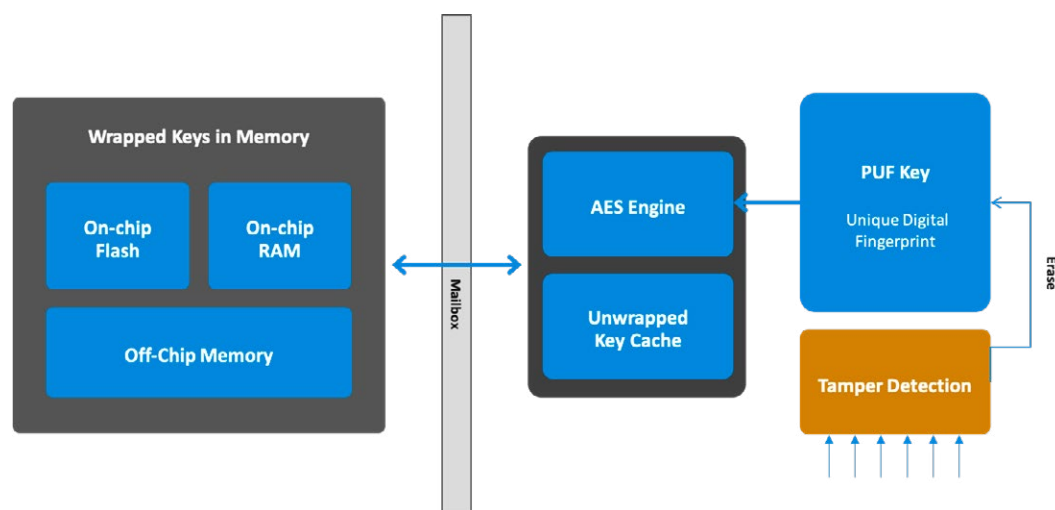 Wrapped Keys in Memory
On-chip
Flash
On-chip
RAM
Off-Chip Memory
Mailbox
AES Engine
Unwrapped
Key Cache
PUF Key
Unique Digital
Fingerprint
Erase
Tamper Detection